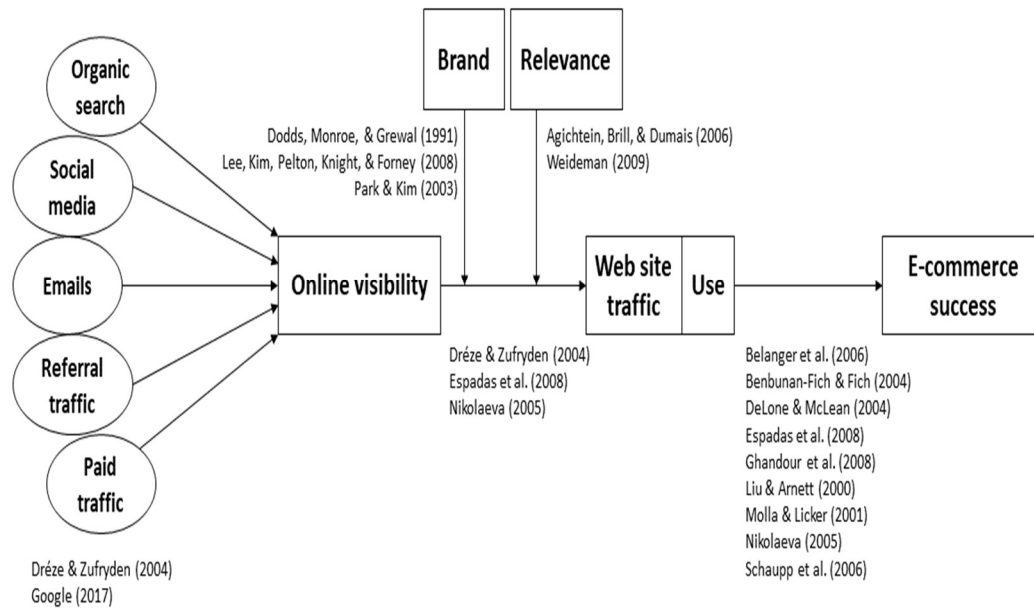 Organic
search
Social
media
Emails
Referral
traffic
Paid
traffic
Dréze & Zufryden (2004)
Google (2017)
Brand
Relevance
Dodds, Monroe, & Grewal (1991)
Lee, Kim, Pelton, Knight, & Forney (2008)
Park & Kim (2003)
Agichtein, Brill, & Dumais (2006)
Weideman (2009)
Online visibility
Dréze & Zufryden (2004)
Espadas et al. (2008)
Nikolaeva (2005)
Web site
traffic
Use
Belanger et al. (2006)
Benbunan-Fich & Fich (2004)
DeLone & McLean (2004)
Espadas et al. (2008)
Ghandour et al. (2008)
Liu & Arnett (2000)
Molla & Licker (2001)
Nikolaeva (2005)
Schaupp et al. (2006)
E-commerce
success